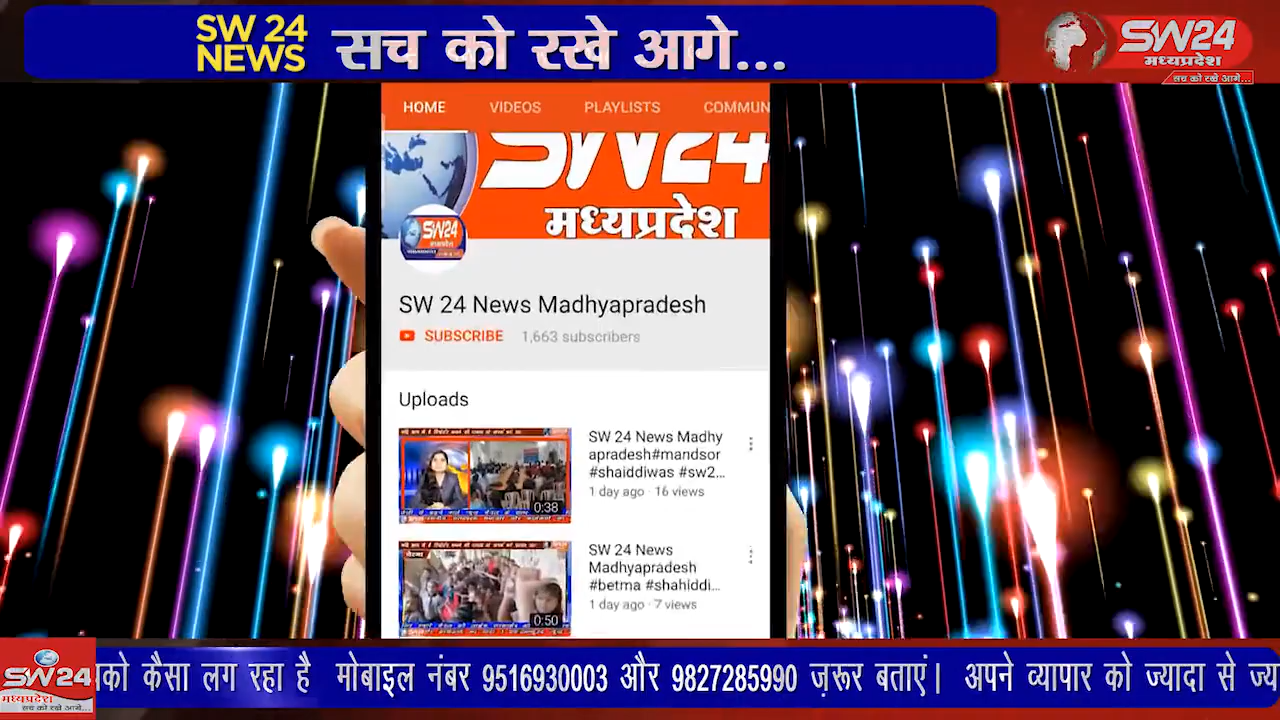 SW 24
NEWS
सच को रखे आगे...
SW24
मध्यप्रदेश
सच को रखे आगे...
HOME VIDEOS PLAYLISTS COMMUN
SW24
मध्यप्रदेश
SW24
SW 24 News Madhyapradesh
SUBSCRIBE 1,663 subscribers
Uploads
SW 24 News Madhy
apradesh#mandsor
#shaiddiwas #sw2...
1 day ago · 16 views
0:38
SW 24 News
Madhyapradesh
#betma #shahiddi...
1 day ago · 7 views
0:50
SW24
मध्यप्रदेश
सच को रखे आगे...
को कैसा लग रहा है मोबाइल नंबर 9516930003 और 9827285990 ज़रूर बताएं। अपने व्यापार को ज्यादा से ज्य